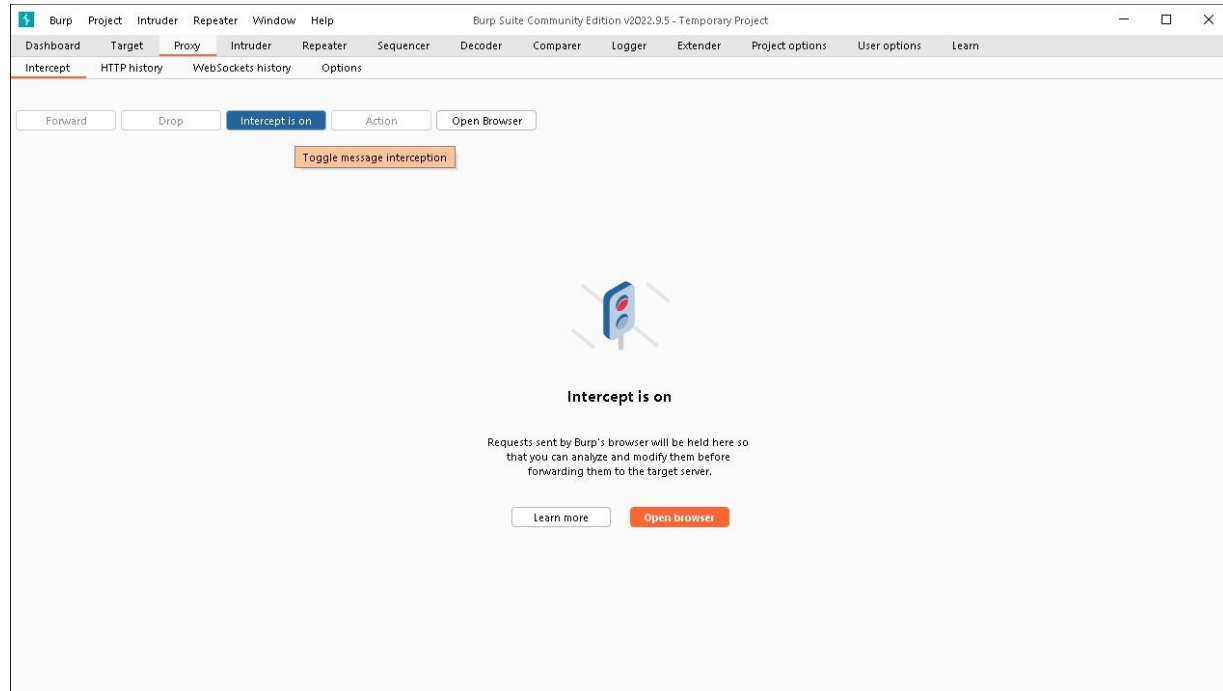 Burp Project Intruder Repeater Window Help Burp Suite Community Edition v2022.9.5 - Temporary Project
Dashboard Target Proxy Intruder Repeater Sequencer Decoder Comparer Logger Extender Project options User options Learn
Intercept HTTP history WebSockets history Options
Forward Drop Intercept is on Action Open Browser
Toggle message interception
Intercept is on
Requests sent by Burp's browser will be held here so
that you can analyze and modify them before
forwarding them to the target server.
Learn more Open browser